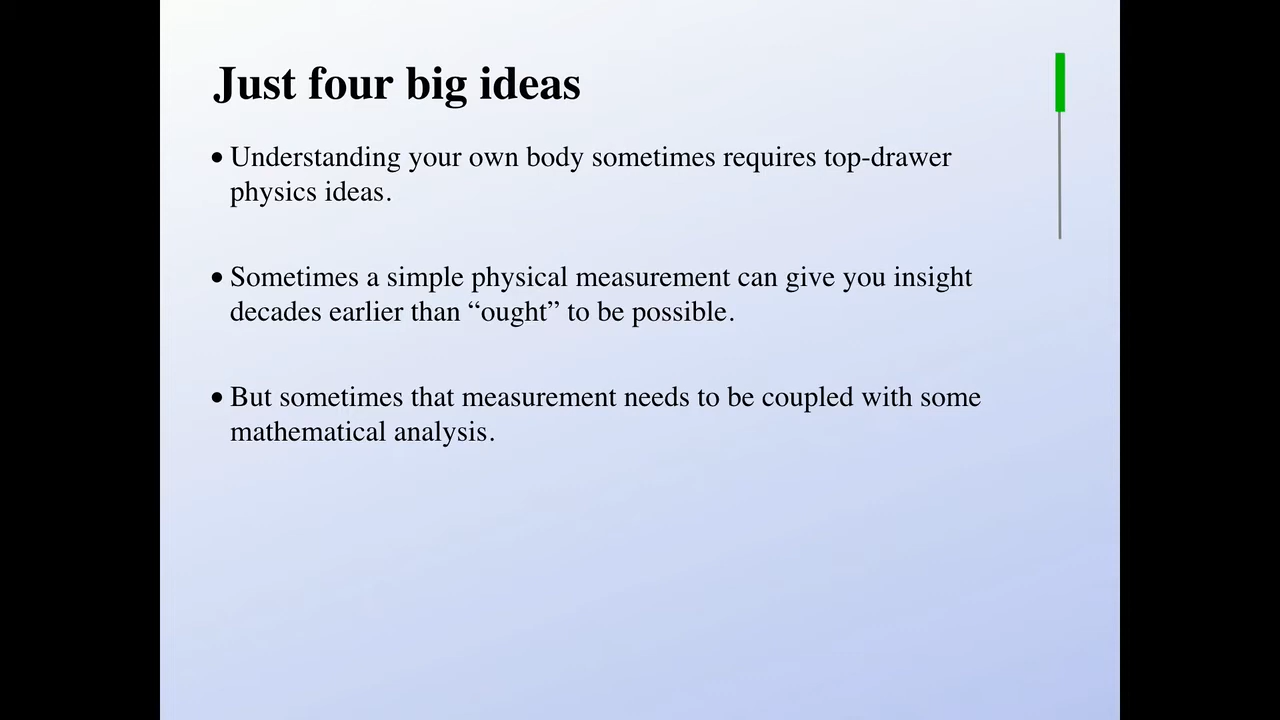 Just four big ideas
• Understanding your own body sometimes requires top-drawer
physics ideas.
• Sometimes a simple physical measurement can give you insight
decades earlier than “ought” to be possible.
• But sometimes that measurement needs to be coupled with some
mathematical analysis.